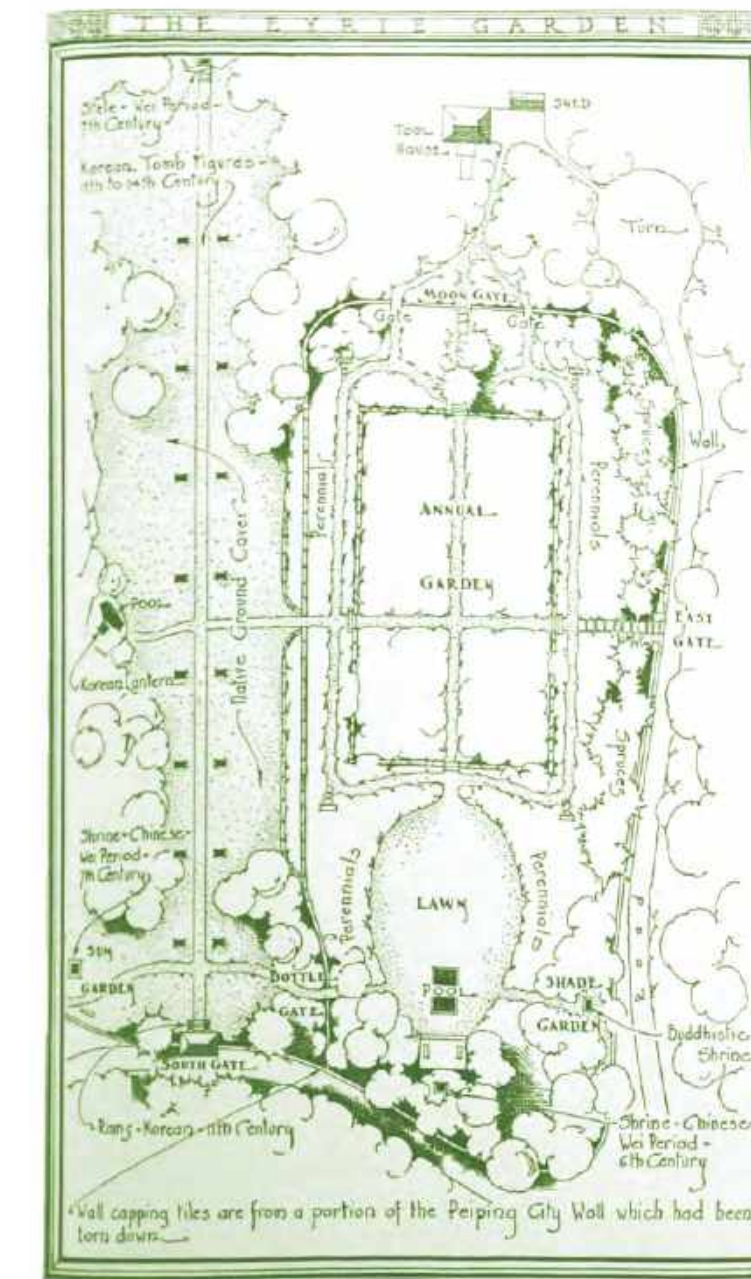 THE EYRIE GARDEN
Stele - Wei Period -
7th Century
Korean Tomb Figures -
to 14th Century
SHED
TOOL
HOUSE
Turn
MOON GATE
Gate
Gate
Spruces
Wall
Perennials
Perennials
ANNUAL
GARDEN
Native Ground Cover
POOL
Korean Lantern
EAST
GATE
Spruces
Shrine - Chinese -
Wei Period -
7th Century
Perennials
Perennials
LAWN
SUN
GARDEN
BOTTLE
GATE
POOL
SHADE
GARDEN
Buddhistic
Shrine
SOUTH GATE
Rams - Korean - 11th Century
Shrine - Chinese
Wei Period -
6th Century
Wall capping tiles are from a portion of the Peiping City Wall which had been
torn down